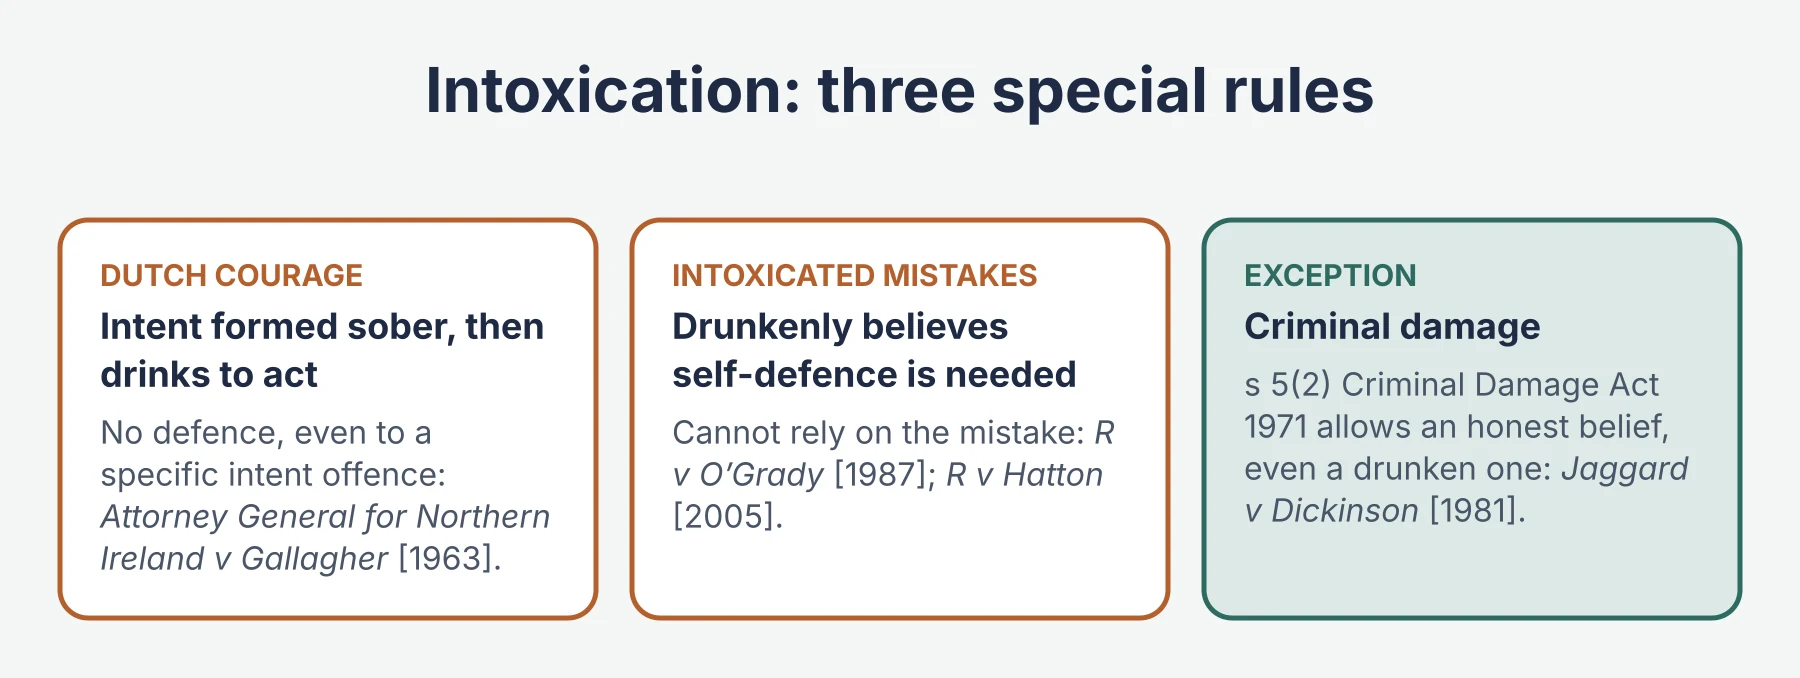 Intoxication: three special rules
DUTCH COURAGE
Intent formed sober, then
drinks to act
No defence, even to a
specific intent offence:
Attorney General for Northern
Ireland v Gallagher [1963].
INTOXICATED MISTAKES
Drunkenly believes
self-defence is needed
Cannot rely on the mistake: R
v O’Grady [1987]; R v Hatton
[2005].
EXCEPTION
Criminal damage
s 5(2) Criminal Damage Act
1971 allows an honest belief,
even a drunken one: Jaggard
v Dickinson [1981].